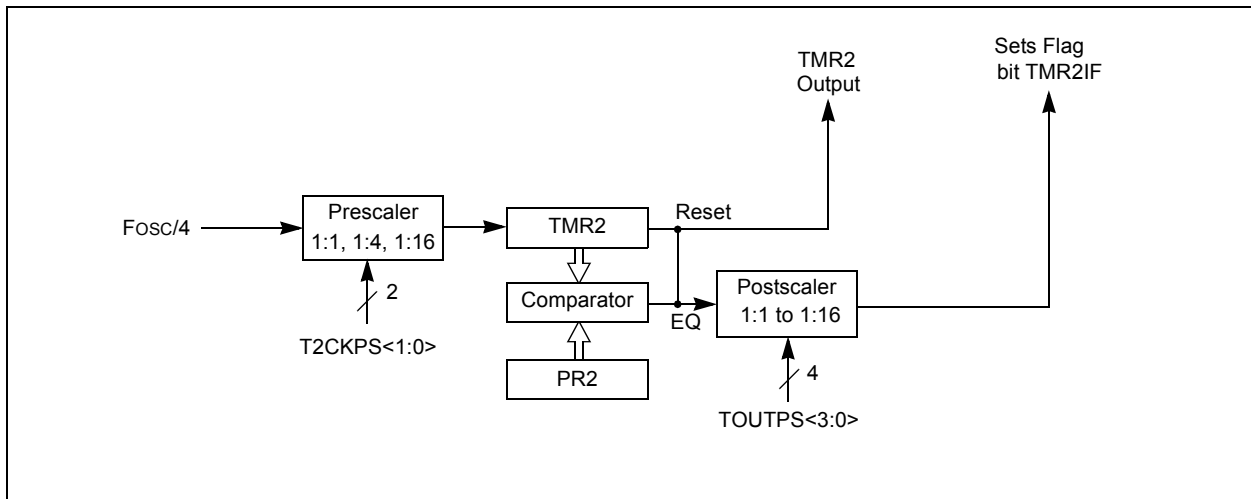 TMR2
Output
Sets Flag
bit TMR2IF
FOSC/4
Prescaler
1:1, 1:4, 1:16
2
T2CKPS<1:0>
TMR2
Reset
Comparator
EQ
PR2
Postscaler
1:1 to 1:16
4
TOUTPS<3:0>